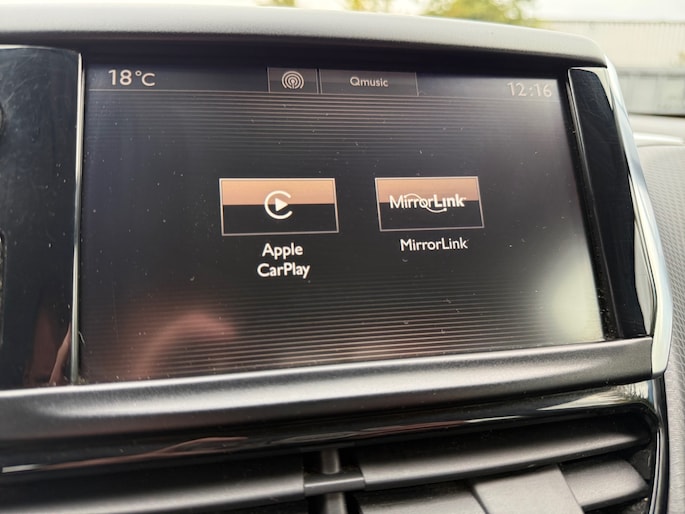 18°C
Qmusic
12:16
MirrorLink
Apple
CarPlay
MirrorLink